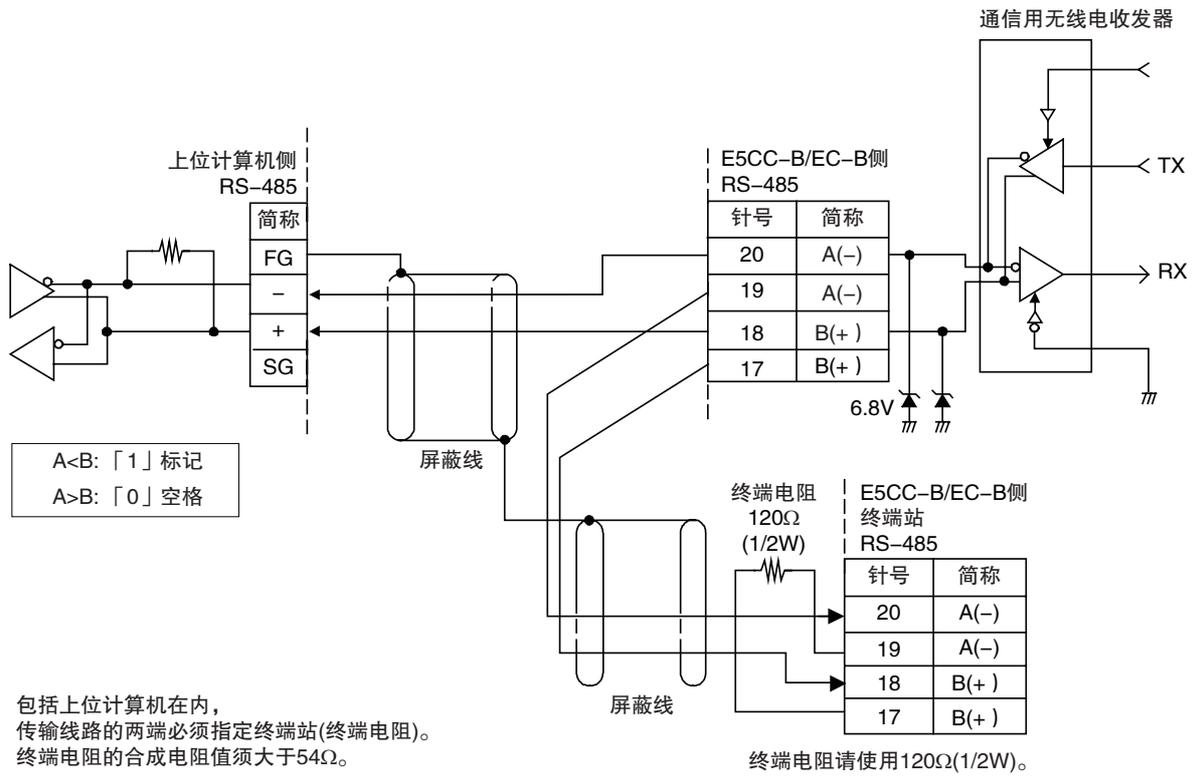 通信用无线电收发器
TX
RX
上位计算机侧
RS-485
简称
FG
−
+
SG
E5CC-B/EC-B侧
RS-485
针号 简称
20 A(−)
19 A(−)
18 B(+)
17 B(+)
6.8V
屏蔽线
A<B:「1」标记
A>B:「0」空格
终端电阻
120Ω
(1/2W)
E5CC-B/EC-B侧
终端站
RS-485
针号 简称
20 A(−)
19 A(−)
18 B(+)
17 B(+)
屏蔽线
包括上位计算机在内，
传输线路的两端必须指定终端站(终端电阻)。
终端电阻的合成电阻值须大于54Ω。
终端电阻请使用120Ω(1/2W)。